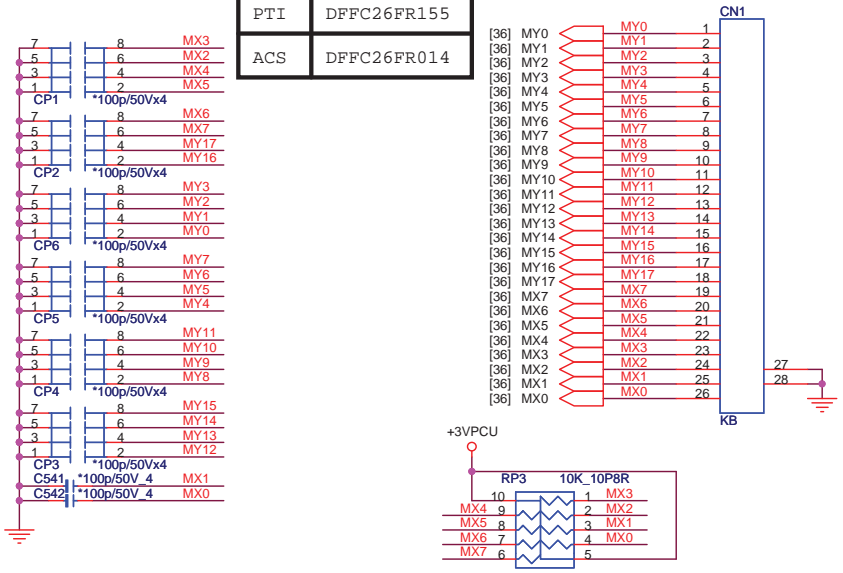 PTI DFFC26FR155
ACS DFFC26FR014
7 8 MX3
5 6 MX2
3 4 MX4
1 2 MX5
CP1 *100p/50Vx4
7 8 MX6
5 6 MX7
3 4 MY17
1 2 MY16
CP2 *100p/50Vx4
7 8 MY3
5 6 MY2
3 4 MY1
1 2 MY0
CP6 *100p/50Vx4
7 8 MY7
5 6 MY6
3 4 MY5
1 2 MY4
CP5 *100p/50Vx4
7 8 MY11
5 6 MY10
3 4 MY9
1 2 MY8
CP4 *100p/50Vx4
7 8 MY15
5 6 MY14
3 4 MY13
1 2 MY12
CP3 *100p/50Vx4
C541 *100p/50V_4 MX1
C542 *100p/50V_4 MX0
CN1
[36] MY0 MY0 1
[36] MY1 MY1 2
[36] MY2 MY2 3
[36] MY3 MY3 4
[36] MY4 MY4 5
[36] MY5 MY5 6
[36] MY6 MY6 7
[36] MY7 MY7 8
[36] MY8 MY8 9
[36] MY9 MY9 10
[36] MY10 MY10 11
[36] MY11 MY11 12
[36] MY12 MY12 13
[36] MY13 MY13 14
[36] MY14 MY14 15
[36] MY15 MY15 16
[36] MY16 MY16 17
[36] MY17 MY17 18
[36] MX7 MX7 19
[36] MX6 MX6 20
[36] MX5 MX5 21
[36] MX4 MX4 22
[36] MX3 MX3 23
[36] MX2 MX2 24 27
[36] MX1 MX1 25 28
[36] MX0 MX0 26
KB
+3VPCU
RP3 10K_10P8R
10 1 MX3
MX4 9 2 MX2
MX5 8 3 MX1
MX6 7 4 MX0
MX7 6 5